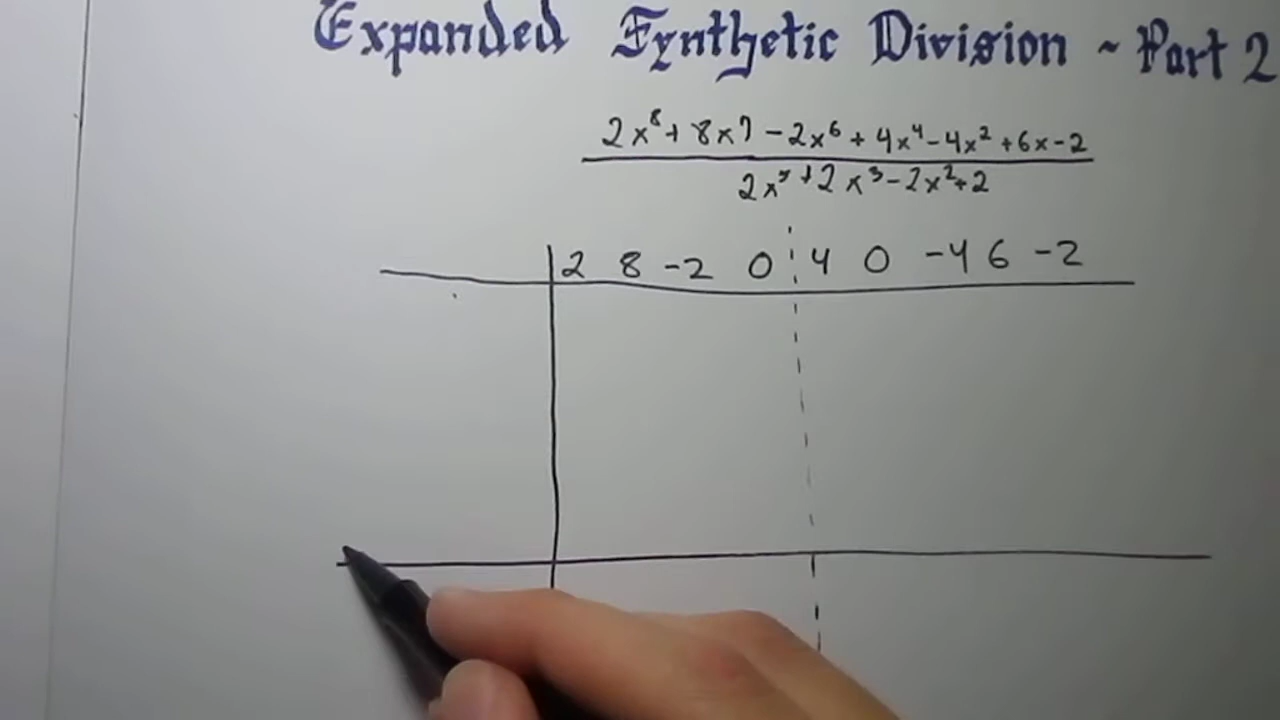 Expanded Synthetic Division ~ Part 2
2x⁸ + 8x⁷ - 2x⁶ + 4x⁴ - 4x² + 6x - 2
2x⁵ + 2x³ - 2x² + 2
2 8 -2 0 4 0 -4 6 -2